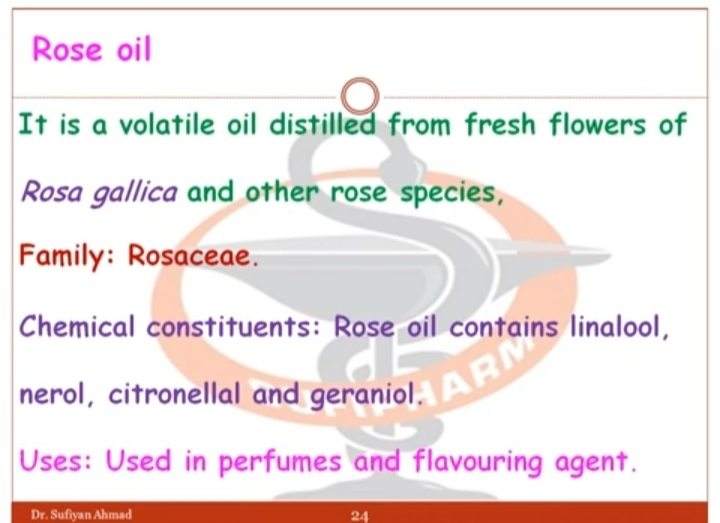 Rose oil
It is a volatile oil distilled from fresh flowers of
Rosa gallica and other rose species,
Family: Rosaceae.
Chemical constituents: Rose oil contains linalool,
nerol, citronellal and geraniol.
Uses: Used in perfumes and flavouring agent.
SUFIPHARM
Dr. Sufiyan Ahmad 24